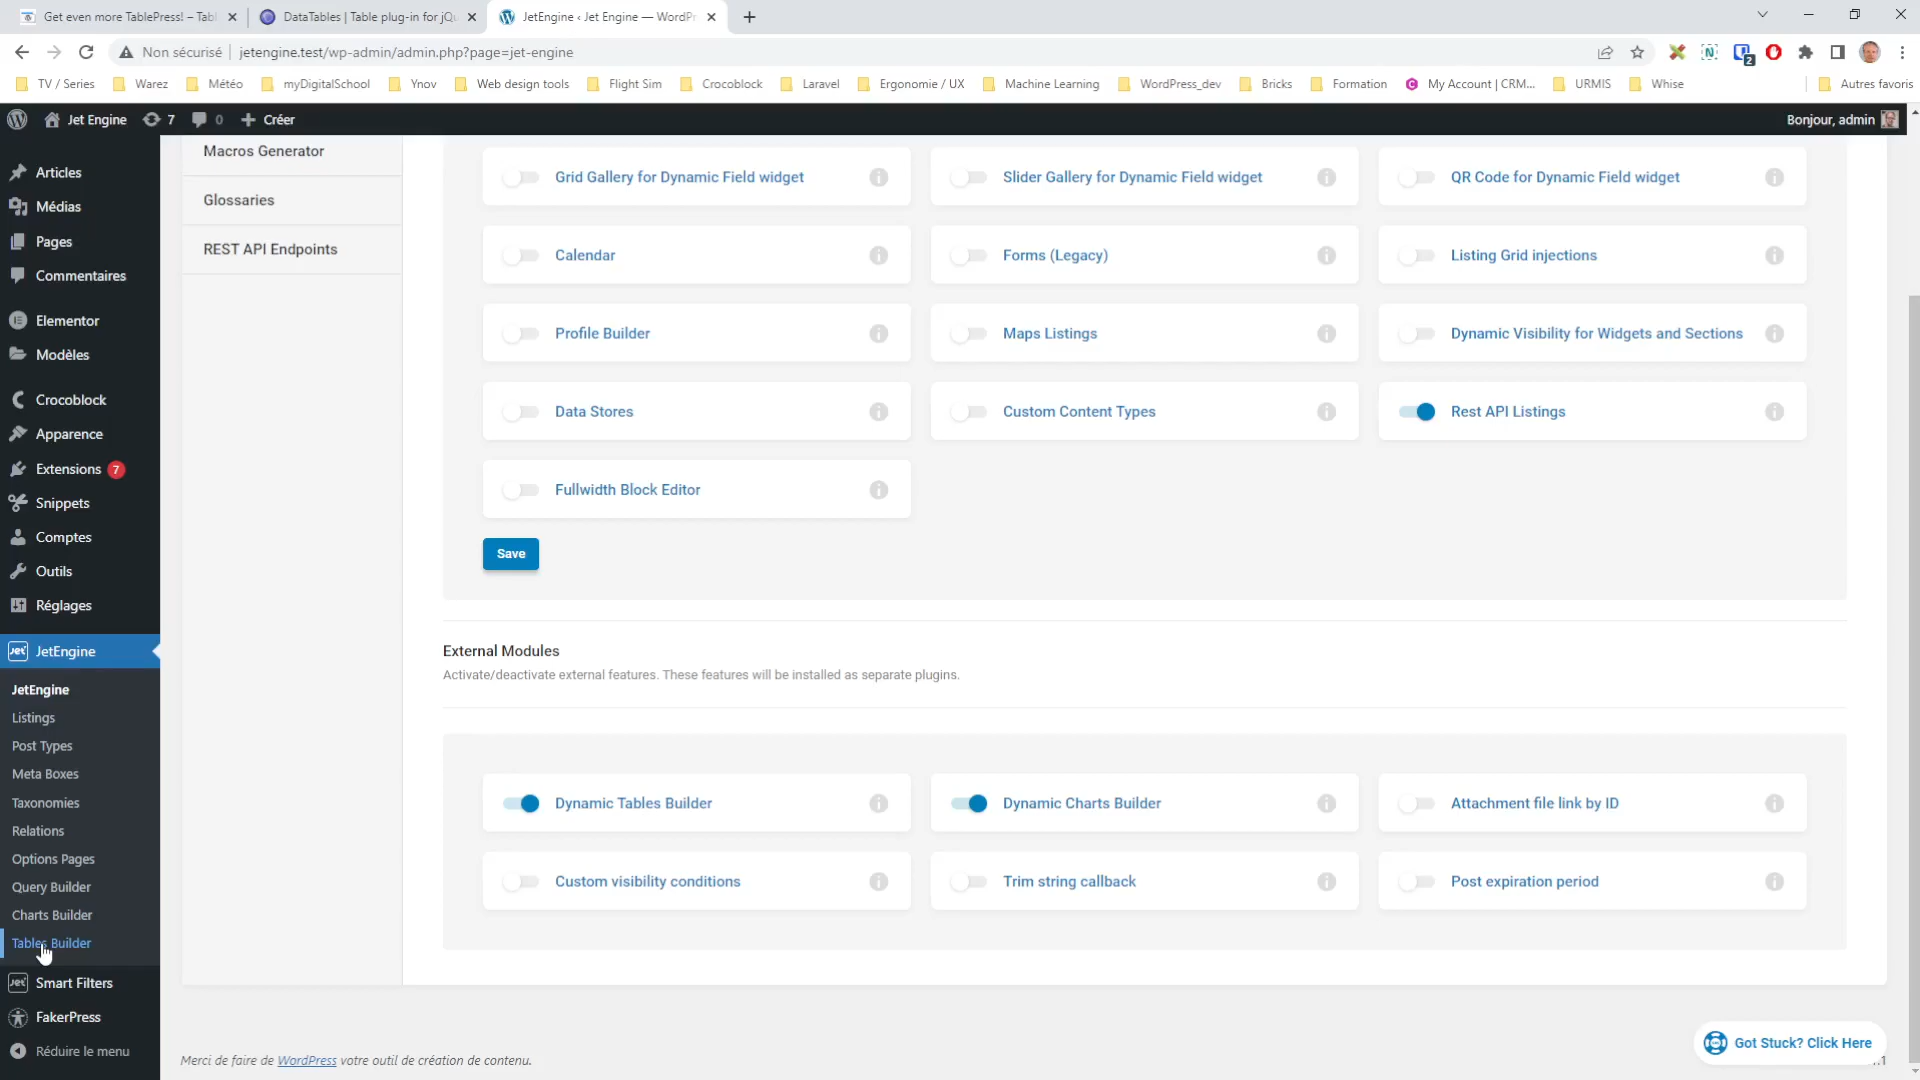 Get even more TablePress! – Tabl
DataTables | Table plug-in for jQu
JetEngine ‹ Jet Engine — WordPr
Non sécurisé
jetengine.test/wp-admin/admin.php?page=jet-engine
2
TV / Series
Warez
Météo
myDigitalSchool
Ynov
Web design tools
Flight Sim
Crocoblock
Laravel
Ergonomie / UX
Machine Learning
WordPress_dev
Bricks
Formation
My Account | CRM...
URMIS
Whise
Autres favoris
Jet Engine
7
0
Créer
Bonjour, admin
Articles
Médias
Pages
Commentaires
Elementor
Modèles
Crocoblock
Apparence
Extensions 7
Snippets
Comptes
Outils
Réglages
JetEngine
JetEngine
Listings
Post Types
Meta Boxes
Taxonomies
Relations
Options Pages
Query Builder
Charts Builder
Tables Builder
Smart Filters
FakerPress
Réduire le menu
Macros Generator
Glossaries
REST API Endpoints
Grid Gallery for Dynamic Field widget
Slider Gallery for Dynamic Field widget
QR Code for Dynamic Field widget
Calendar
Forms (Legacy)
Listing Grid injections
Profile Builder
Maps Listings
Dynamic Visibility for Widgets and Sections
Data Stores
Custom Content Types
Rest API Listings
Fullwidth Block Editor
Save
External Modules
Activate/deactivate external features. These features will be installed as separate plugins.
Dynamic Tables Builder
Dynamic Charts Builder
Attachment file link by ID
Custom visibility conditions
Trim string callback
Post expiration period
Merci de faire de WordPress votre outil de création de contenu.
Got Stuck? Click Here